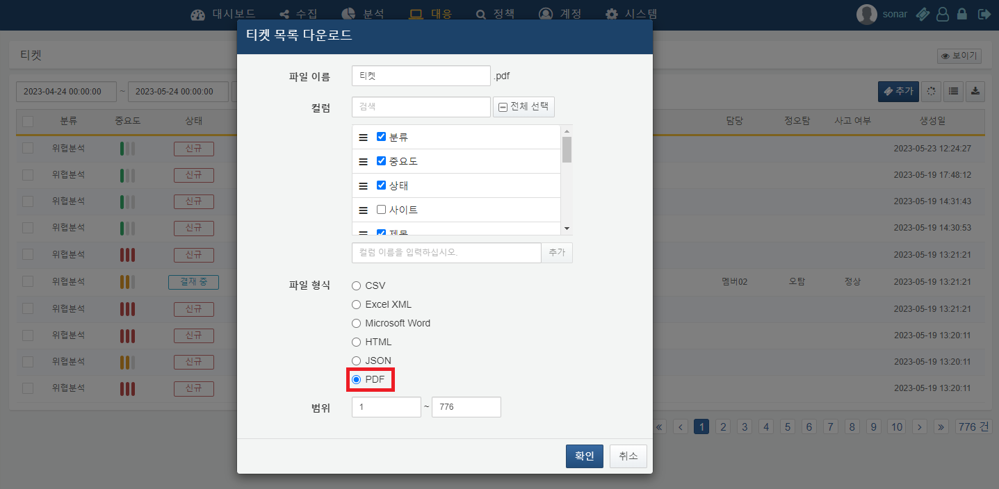 대시보드 수집 분석 대응 정책 계정 시스템 sonar
티켓 목록 다운로드
티켓
보이기
파일 이름 티켓 .pdf
2023-04-24 00:00:00 ~ 2023-05-24 00:00:00
추가
컬럼 검색 전체 선택
분류 중요도 상태 담당 정오탐 사고 여부 생성일
분류
중요도
상태
사이트
제목
컬럼 이름을 입력하십시오. 추가
위협분석 신규 2023-05-23 12:24:27
위협분석 신규 2023-05-19 17:48:12
위협분석 신규 2023-05-19 14:31:43
위협분석 신규 2023-05-19 14:30:53
위협분석 신규 2023-05-19 13:21:21
위협분석 결재 중 멤버02 오탐 정상 2023-05-19 13:21:21
위협분석 신규 2023-05-19 13:21:21
위협분석 신규 2023-05-19 13:20:11
위협분석 신규 2023-05-19 13:20:11
위협분석 신규 2023-05-19 13:20:11
파일 형식 CSV
Excel XML
Microsoft Word
HTML
JSON
PDF
범위 1 ~ 776
« ‹ 1 2 3 4 5 6 7 8 9 10 › » 776 건
확인 취소